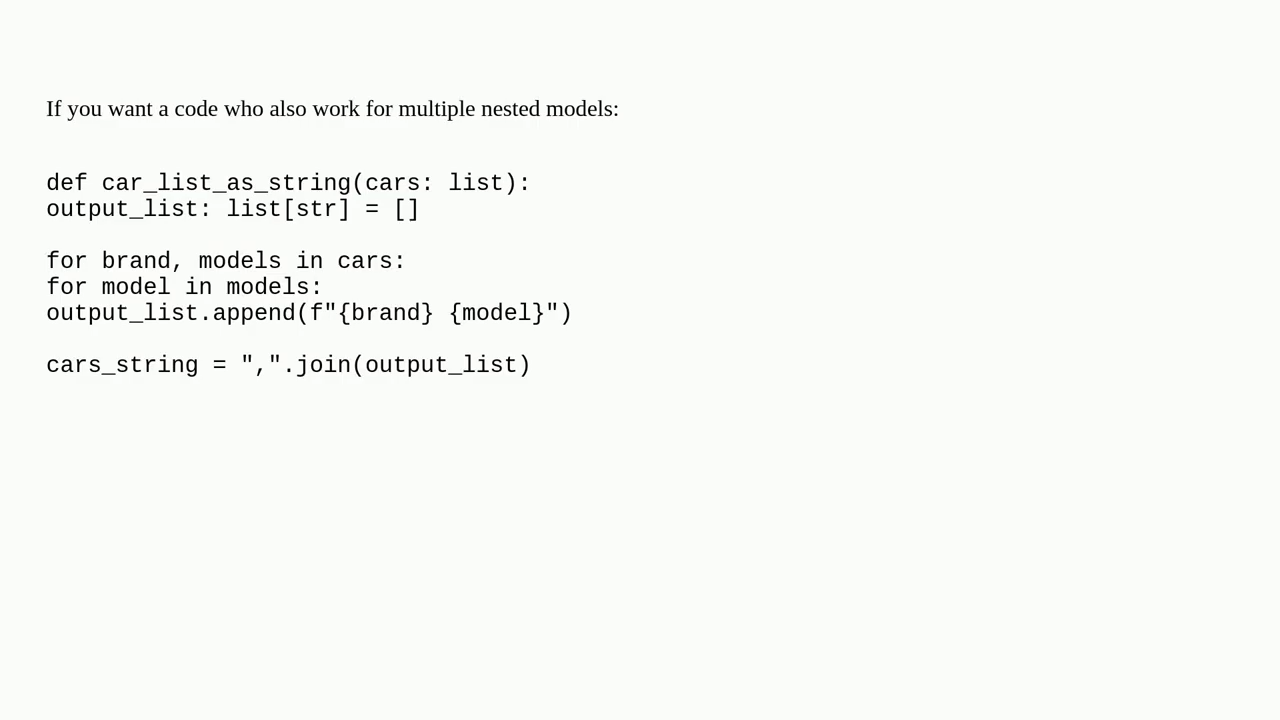 If you want a code who also work for multiple nested models:
def car_list_as_string(cars: list):
output_list: list[str] = []
for brand, models in cars:
for model in models:
output_list.append(f"{brand} {model}")
cars_string = ",".join(output_list)